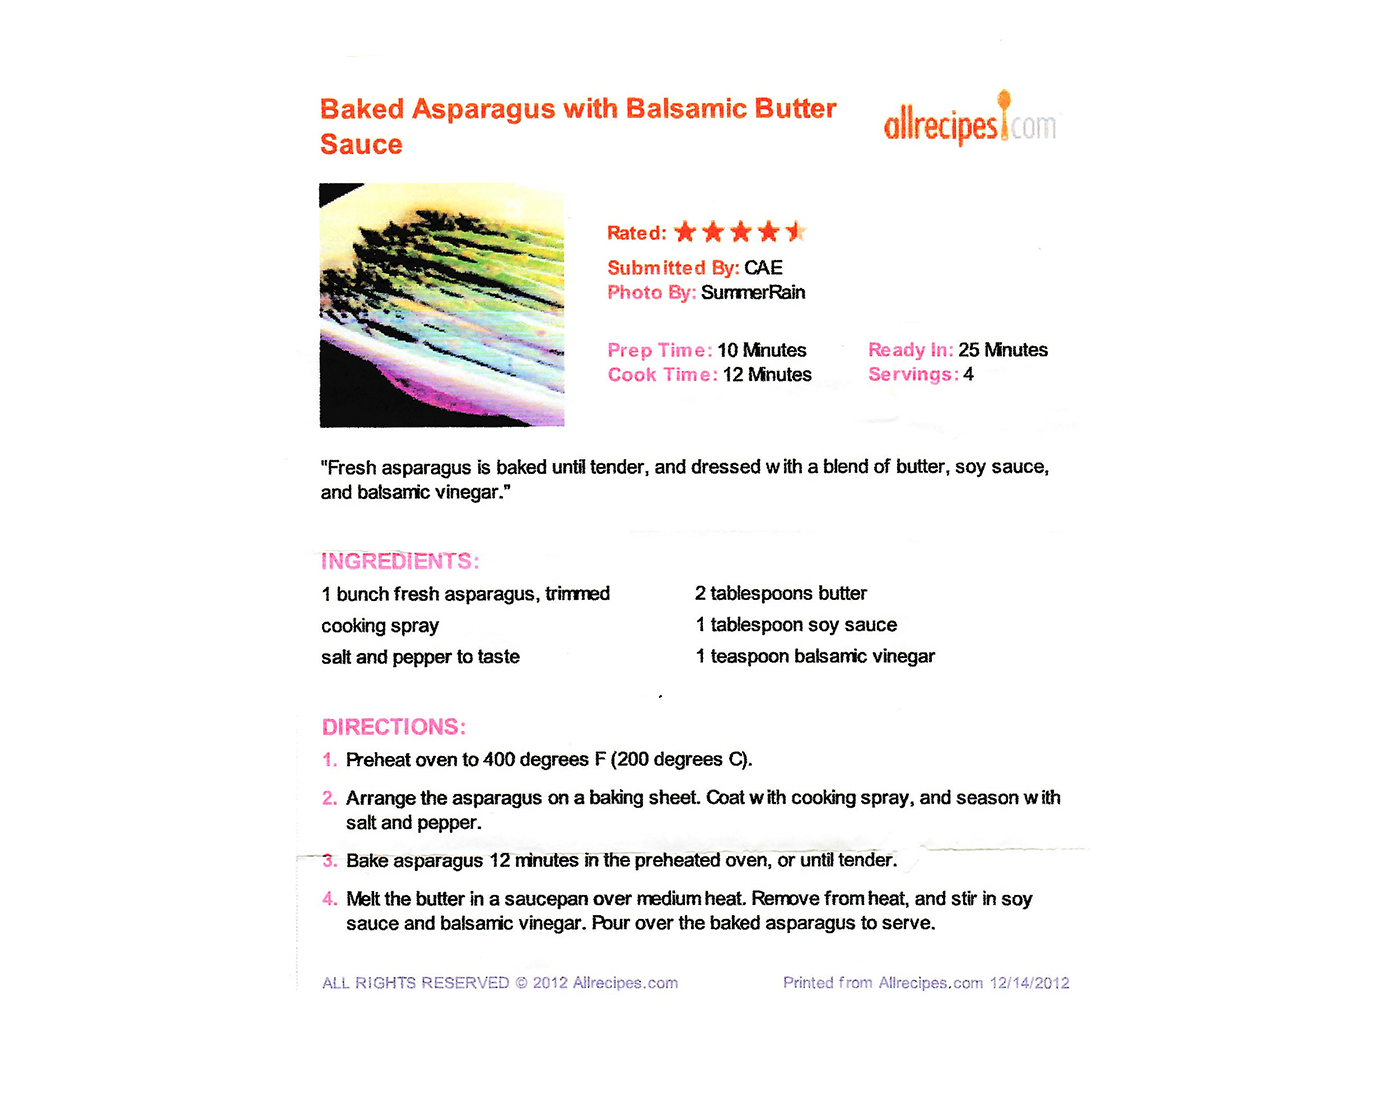 Baked Asparagus with Balsamic Butter
Sauce
allrecipes.com
Rated:
Submitted By: CAE
Photo By: SummerRain
Prep Time: 10 Minutes
Cook Time: 12 Minutes
Ready In: 25 Minutes
Servings: 4
"Fresh asparagus is baked until tender, and dressed with a blend of butter, soy sauce,
and balsamic vinegar."
INGREDIENTS:
1 bunch fresh asparagus, trimmed
cooking spray
salt and pepper to taste
2 tablespoons butter
1 tablespoon soy sauce
1 teaspoon balsamic vinegar
DIRECTIONS:
1. Preheat oven to 400 degrees F (200 degrees C).
2. Arrange the asparagus on a baking sheet. Coat with cooking spray, and season with
salt and pepper.
3. Bake asparagus 12 minutes in the preheated oven, or until tender.
4. Melt the butter in a saucepan over medium heat. Remove from heat, and stir in soy
sauce and balsamic vinegar. Pour over the baked asparagus to serve.
ALL RIGHTS RESERVED © 2012 Allrecipes.com
Printed from Allrecipes.com 12/14/2012